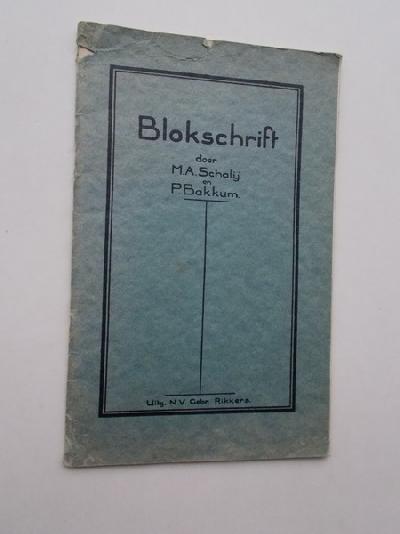 Blokschrift
door
M.A. Schalij
en
P. Bakkum.
Uitg. N.V. Gebr. Rikkers.